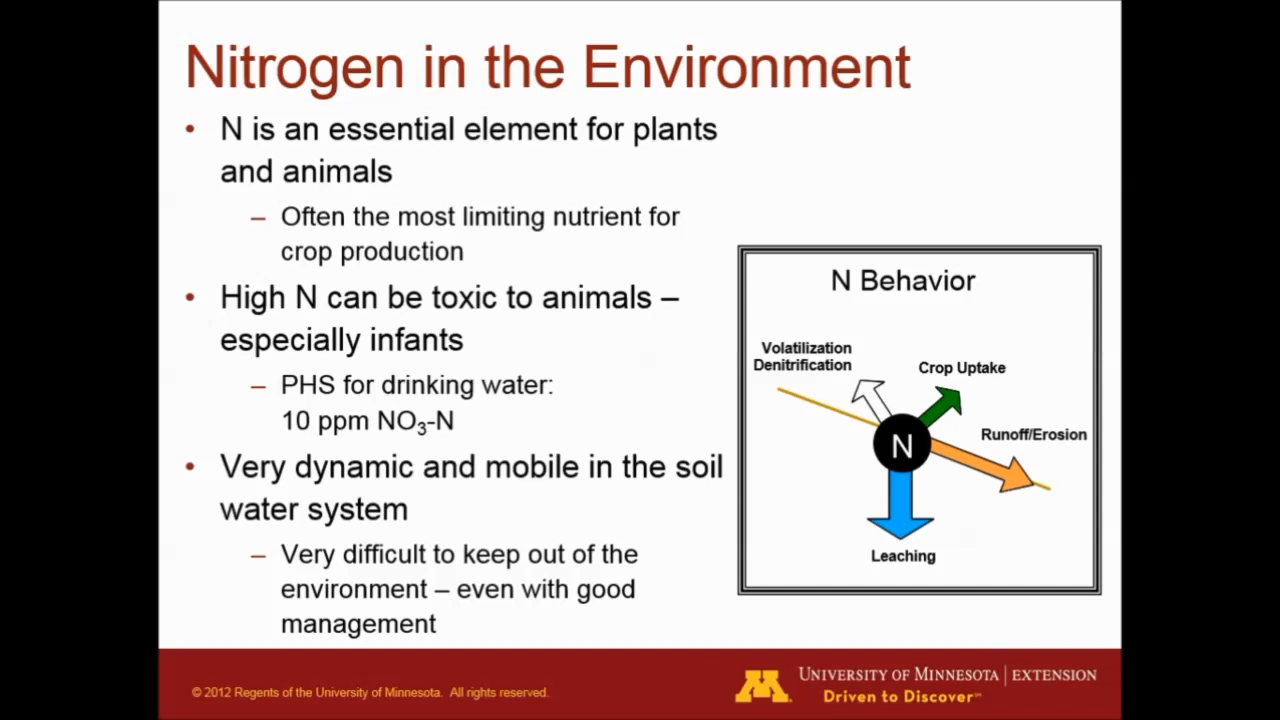 Nitrogen in the Environment
• N is an essential element for plants
and animals
– Often the most limiting nutrient for
crop production
• High N can be toxic to animals –
especially infants
– PHS for drinking water:
10 ppm NO₃-N
• Very dynamic and mobile in the soil
water system
– Very difficult to keep out of the
environment – even with good
management
N Behavior
Volatilization
Denitrification
Crop Uptake
Runoff/Erosion
N
Leaching
© 2012 Regents of the University of Minnesota. All rights reserved.
M
UNIVERSITY OF MINNESOTA | EXTENSION
Driven to Discover℠